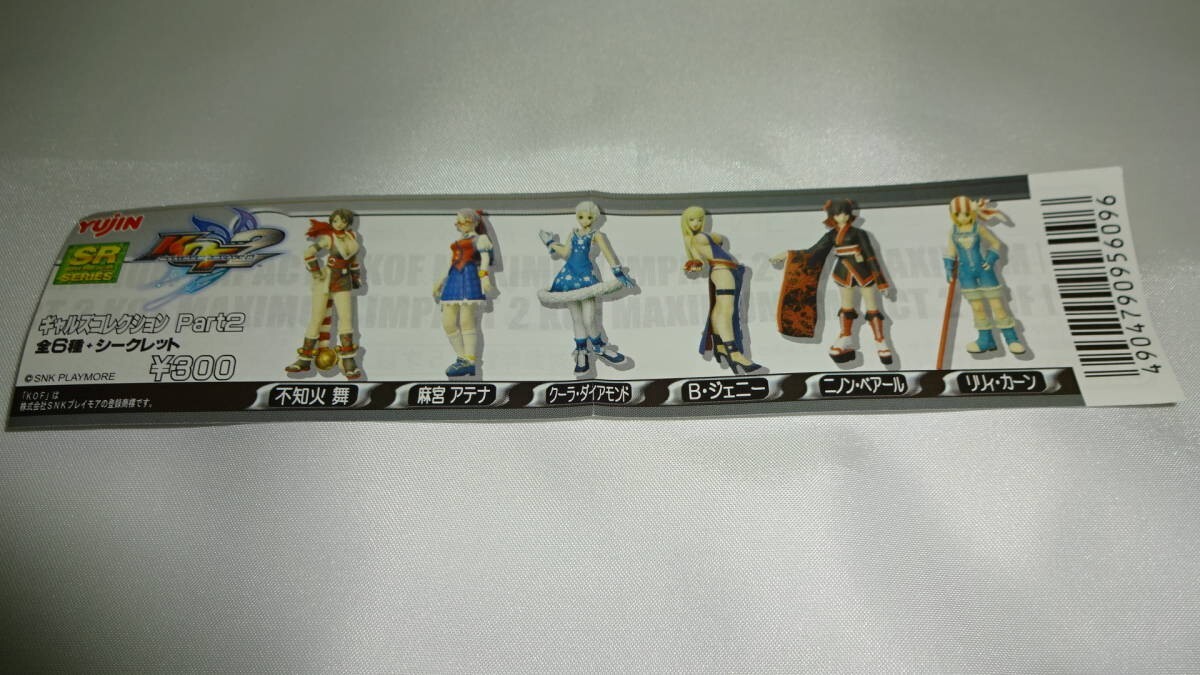 YUJIN
SR
SERIES
KOF2
MAXIMUM IMPACT
ギャルズコレクション Part2
全6種+シークレット
¥300
©SNK PLAYMORE
「KOF」は
株式会社SNKプレイモアの登録商標です。
不知火 舞
麻宮 アテナ
クーラ・ダイアモンド
B・ジェニー
ニノン・ベアール
リリィ・カーン
4904790956096